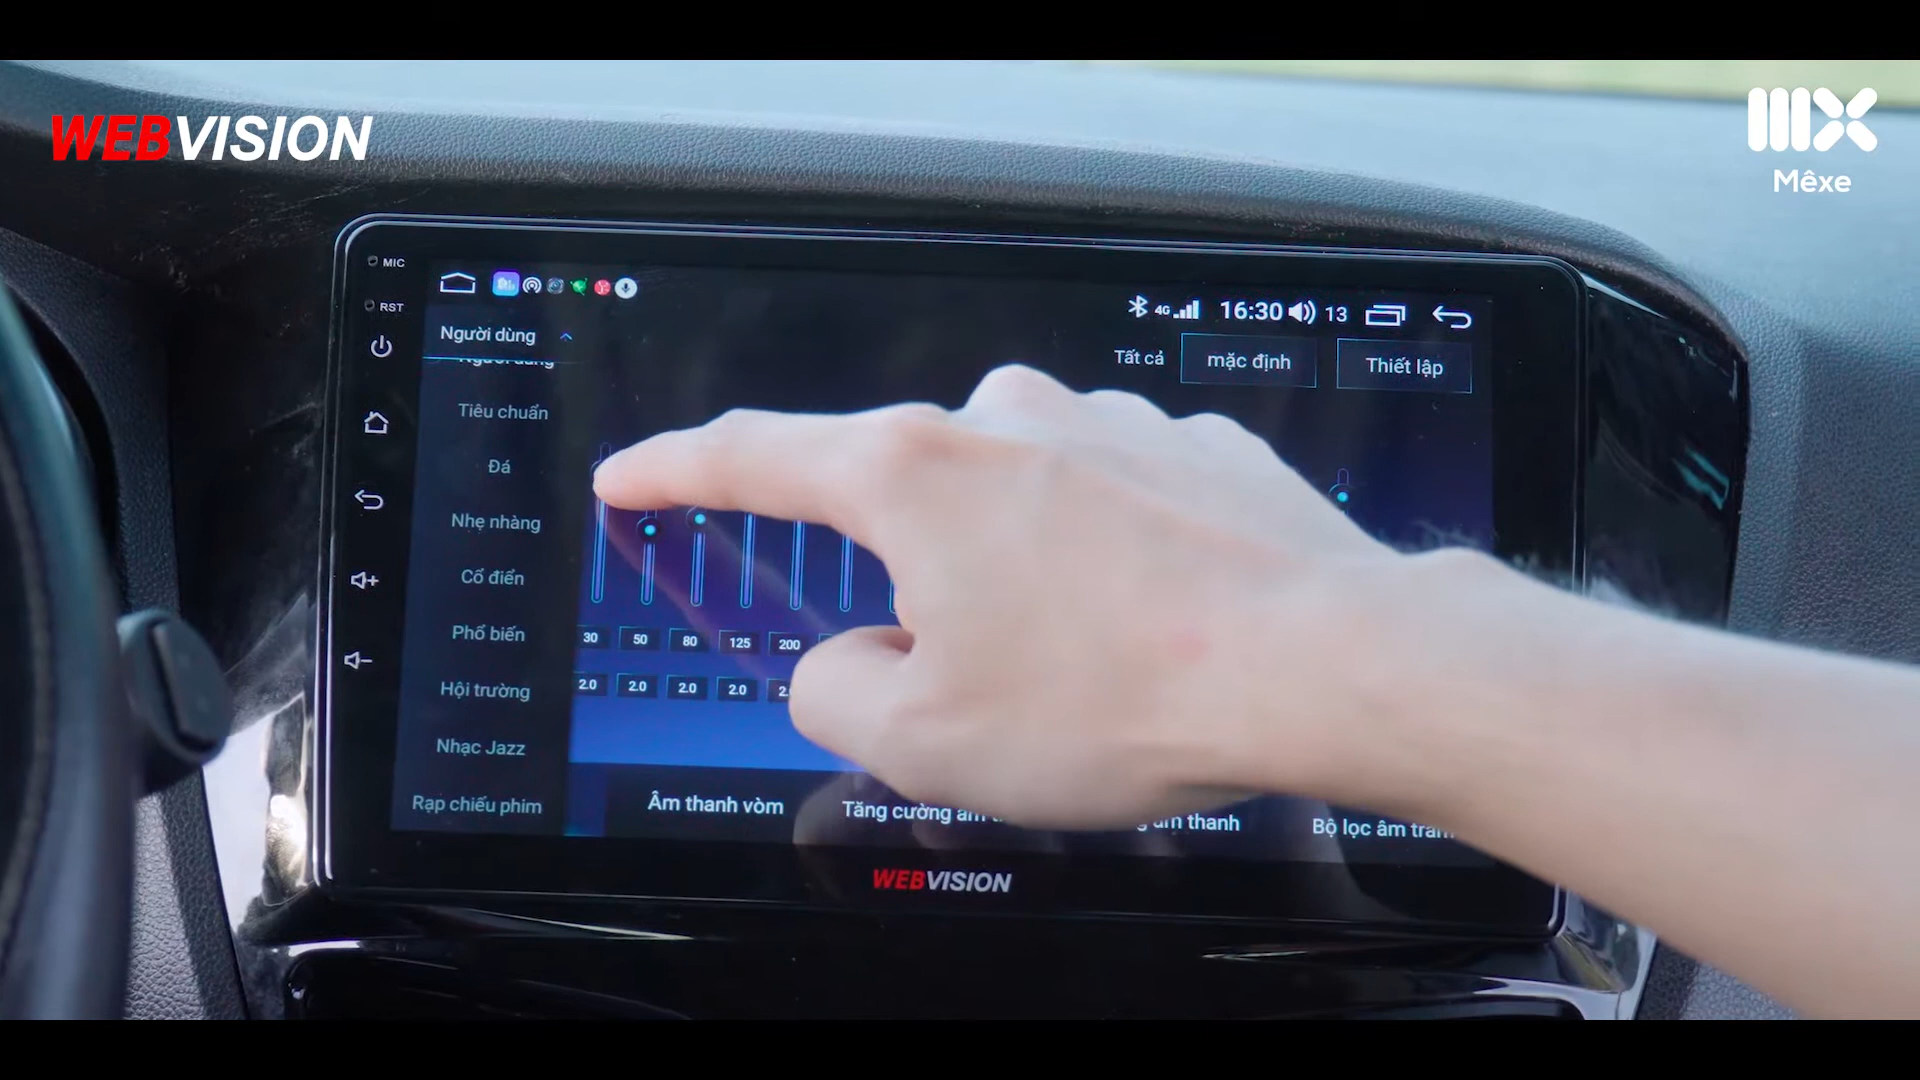 WEBVISION
Mêxe
MIC
RST
4G 16:30 13
Người dùng
Tất cả mặc định Thiết lập
Người dùng
Tiêu chuẩn
Đá
Nhẹ nhàng
Cổ điển
Phổ biến
Hội trường
Nhạc Jazz
Rạp chiếu phim
30 50 80 125 200
2.0 2.0 2.0 2.0
Âm thanh vòm Tăng cường âm thanh Bộ lọc âm trầm
WEBVISION